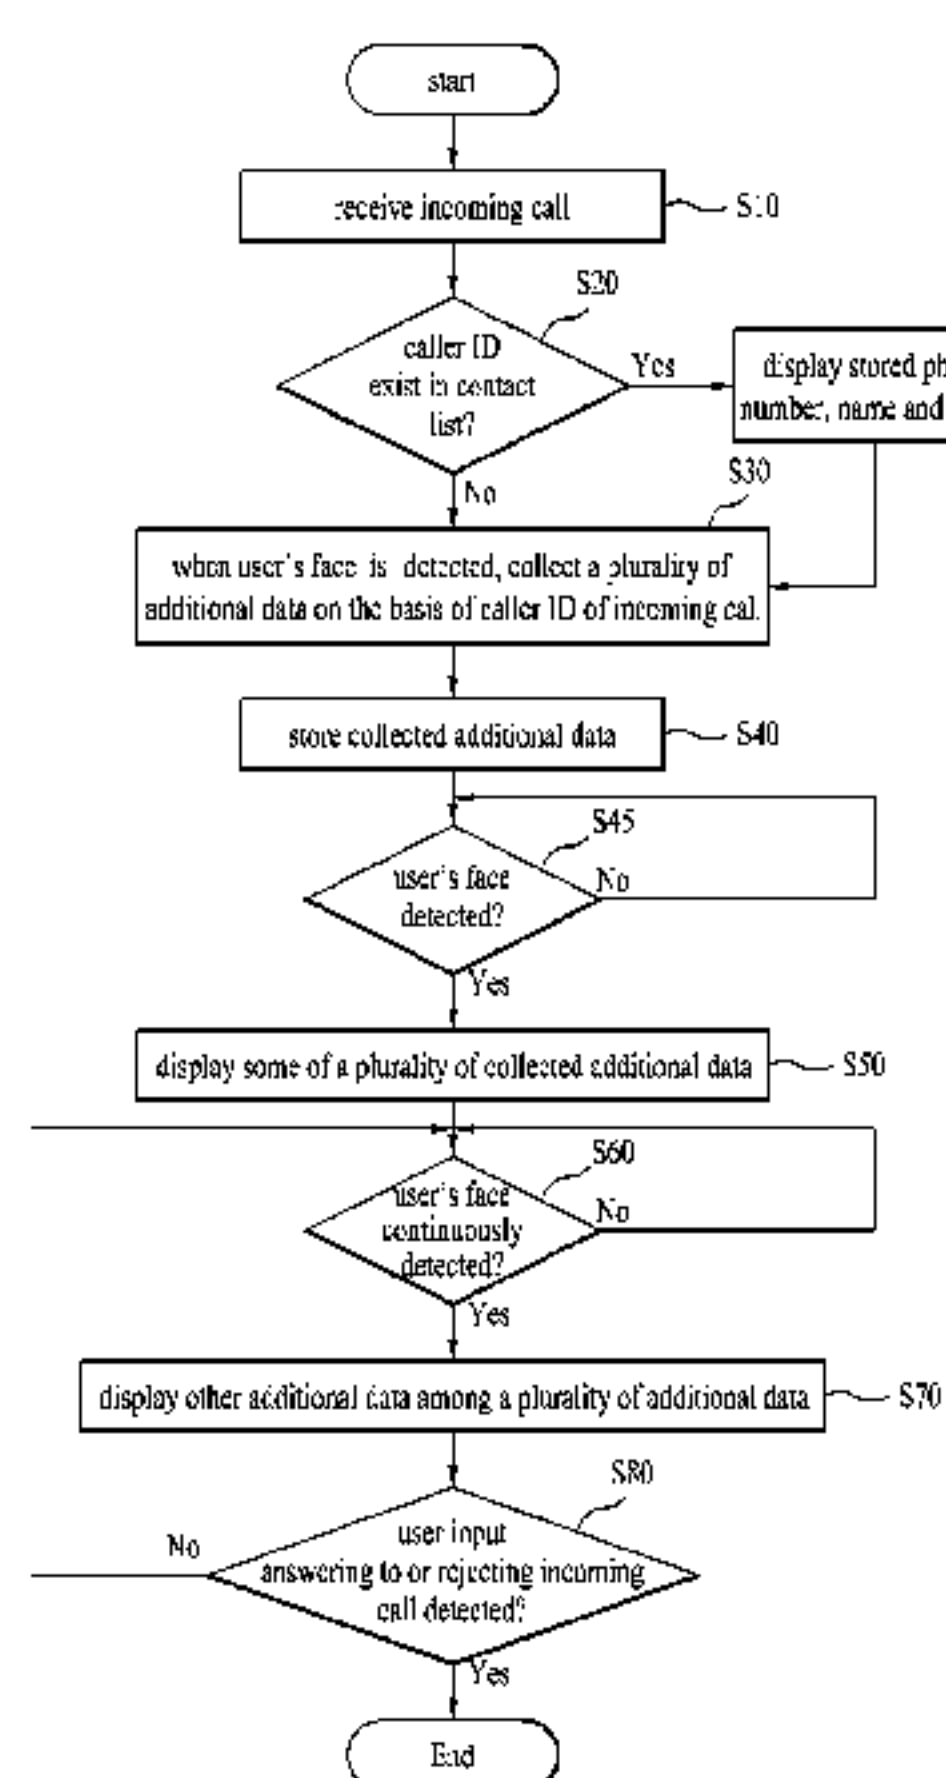 start
receive incoming call
S10
S20
caller ID
exist in contact
list?
Yes
display stored ph
number, name and
No
S30
when user's face is detected, collect a plurality of
additional data on the basis of caller ID of incoming cal.
store collected additional data
S40
S45
user's face
detected?
No
Yes
display some of a plurality of collected additional data
S50
S60
user's face
continuously
detected?
No
Yes
display other additional data among a plurality of additional data
S70
S80
user input
answering to or rejecting incoming
call detected?
No
Yes
End